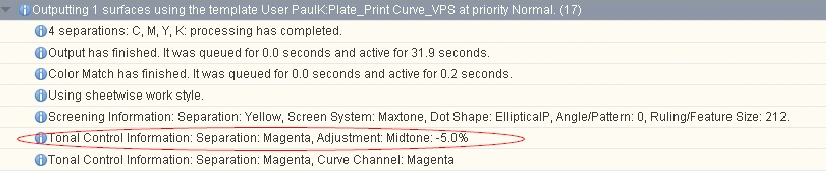 Outputting 1 surfaces using the template User PaulK:Plate_Print Curve_VPS at priority Normal. (17)
4 separations: C, M, Y, K: processing has completed.
Output has finished. It was queued for 0.0 seconds and active for 31.9 seconds.
Color Match has finished. It was queued for 0.0 seconds and active for 0.2 seconds.
Using sheetwise work style.
Screening Information: Separation: Yellow, Screen System: Maxtone, Dot Shape: EllipticalP, Angle/Pattern: 0, Ruling/Feature Size: 212.
Tonal Control Information: Separation: Magenta, Adjustment: Midtone: -5.0%
Tonal Control Information: Separation: Magenta, Curve Channel: Magenta